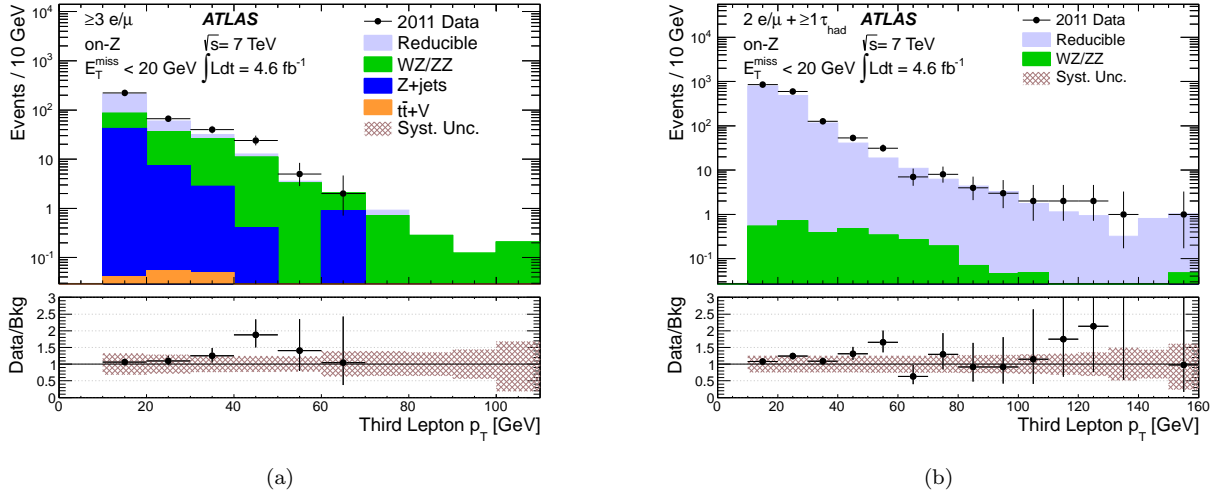 ≥3 e/μ ATLAS
on-Z √s= 7 TeV
E_T^miss < 20 GeV ∫Ldt = 4.6 fb⁻¹
2011 Data
Reducible
WZ/ZZ
Z+jets
tt̄+V
Syst. Unc.
Events / 10 GeV
10⁴
10³
10²
10
1
10⁻¹
Data/Bkg
3
2.5
2
1.5
1
0.5
0
0 20 40 60 80 100
Third Lepton p_T [GeV]
(a)
2 e/μ + ≥1 τ_had ATLAS
on-Z √s= 7 TeV
E_T^miss < 20 GeV ∫Ldt = 4.6 fb⁻¹
2011 Data
Reducible
WZ/ZZ
Syst. Unc.
Events / 10 GeV
10⁴
10³
10²
10
1
10⁻¹
Data/Bkg
3
2.5
2
1.5
1
0.5
0
0 20 40 60 80 100 120 140 160
Third Lepton p_T [GeV]
(b)